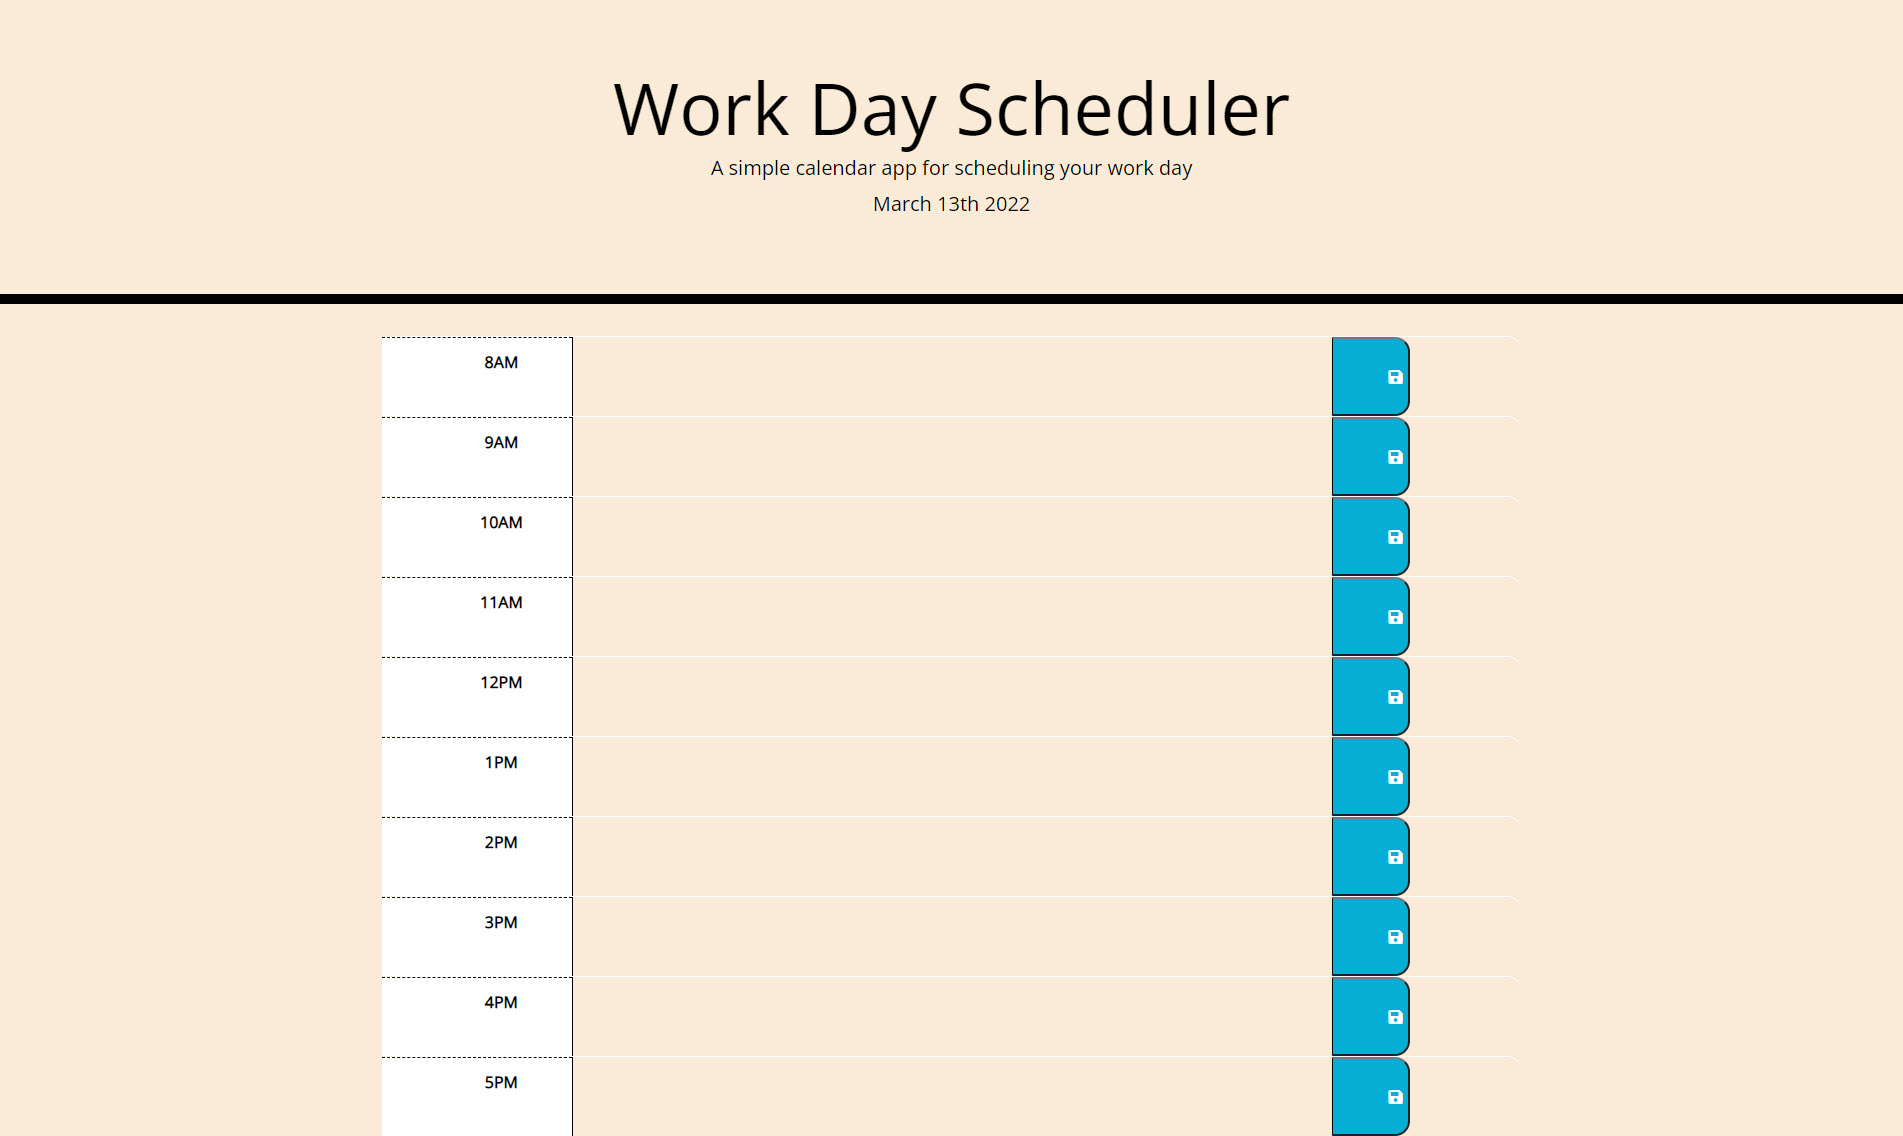 Work Day Scheduler
A simple calendar app for scheduling your work day
March 13th 2022
8AM
9AM
10AM
11AM
12PM
1PM
2PM
3PM
4PM
5PM